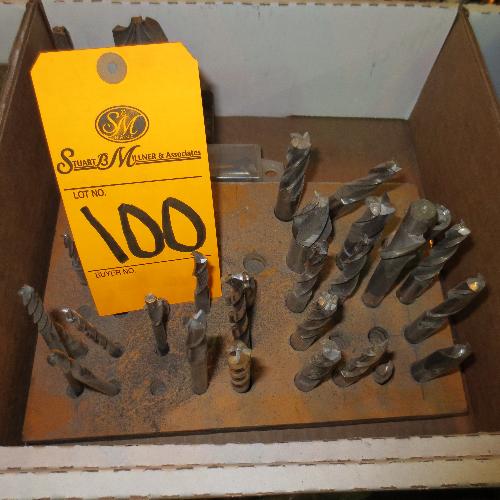 SM
STUART B MILLNER & Associates
LOT NO.
100
BUYER NO.